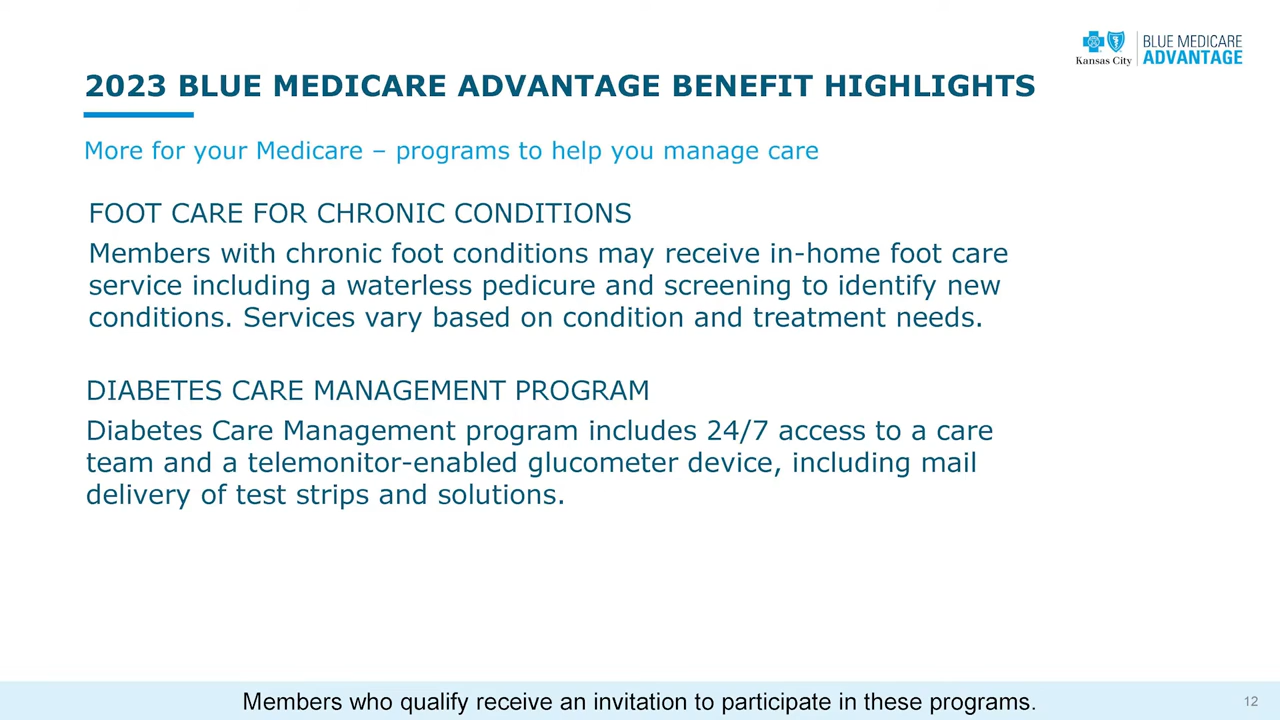 Kansas City
BLUE MEDICARE
ADVANTAGE
2023 BLUE MEDICARE ADVANTAGE BENEFIT HIGHLIGHTS
More for your Medicare – programs to help you manage care
FOOT CARE FOR CHRONIC CONDITIONS
Members with chronic foot conditions may receive in-home foot care
service including a waterless pedicure and screening to identify new
conditions. Services vary based on condition and treatment needs.
DIABETES CARE MANAGEMENT PROGRAM
Diabetes Care Management program includes 24/7 access to a care
team and a telemonitor-enabled glucometer device, including mail
delivery of test strips and solutions.
Members who qualify receive an invitation to participate in these programs.
12